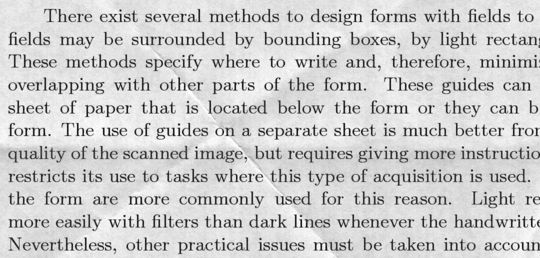 There exist several methods to design forms with fields to
fields may be surrounded by bounding boxes, by light rectang
These methods specify where to write and, therefore, minimi
overlapping with other parts of the form. These guides can
sheet of paper that is located below the form or they can b
form. The use of guides on a separate sheet is much better from
quality of the scanned image, but requires giving more instructio
restricts its use to tasks where this type of acquisition is used.
the form are more commonly used for this reason. Light re
more easily with filters than dark lines whenever the handwritte
Nevertheless, other practical issues must be taken into accoun